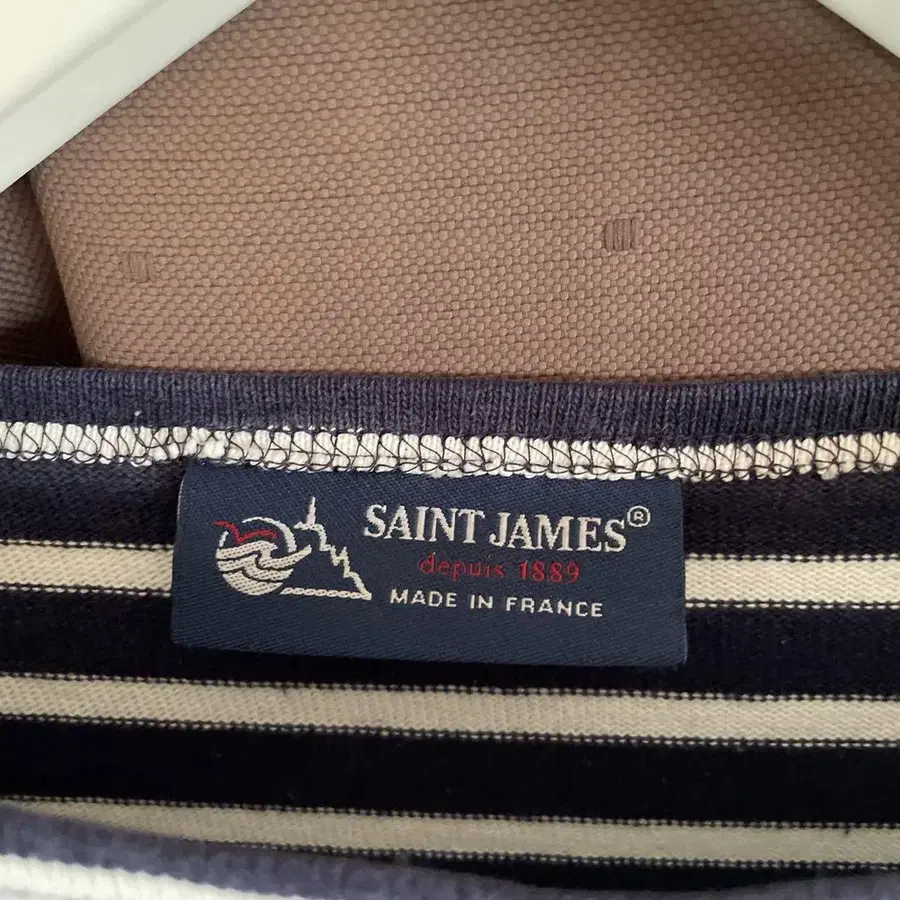 SAINT JAMES®
depuis 1889
MADE IN FRANCE